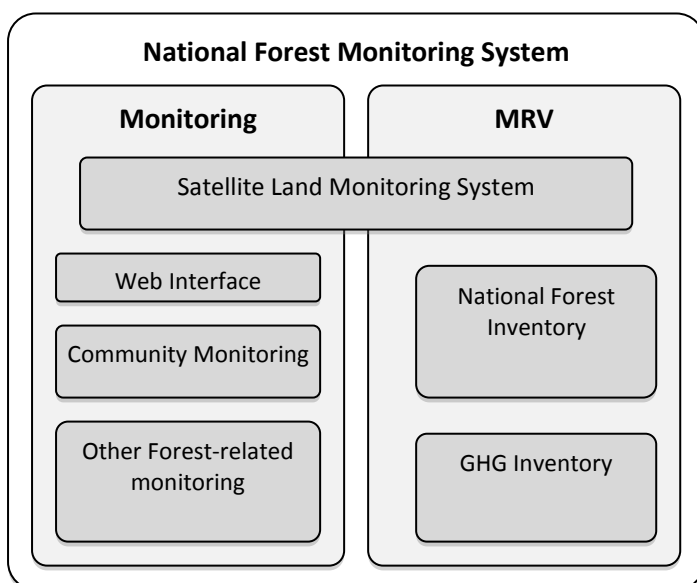 National Forest Monitoring System
Monitoring
MRV
Satellite Land Monitoring System
Web Interface
Community Monitoring
Other Forest-related
monitoring
National Forest
Inventory
GHG Inventory